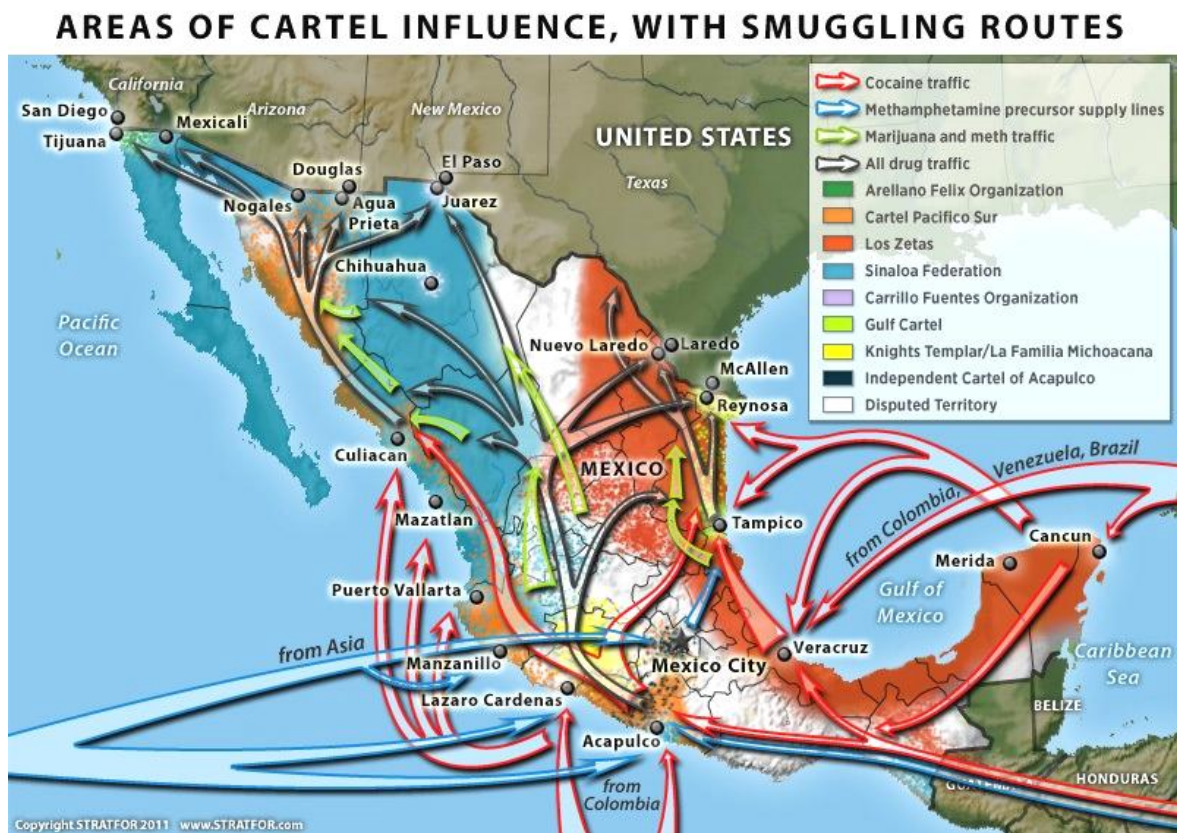 AREAS OF CARTEL INFLUENCE, WITH SMUGGLING ROUTES
Cocaine traffic
Methamphetamine precursor supply lines
Marijuana and meth traffic
All drug traffic
Arellano Felix Organization
Cartel Pacifico Sur
Los Zetas
Sinaloa Federation
Carrillo Fuentes Organization
Gulf Cartel
Knights Templar/La Familia Michoacana
Independent Cartel of Acapulco
Disputed Territory
California
Arizona
New Mexico
UNITED STATES
Texas
San Diego
Tijuana
Mexicali
Douglas
Nogales
Agua
Prieta
El Paso
Juarez
Chihuahua
Pacific
Ocean
Nuevo Laredo
Laredo
McAllen
Reynosa
Culiacan
MEXICO
Mazatlan
Tampico
from Colombia, Venezuela, Brazil
Cancun
Merida
Gulf of
Mexico
Puerto Vallarta
from Asia
Manzanillo
Mexico City
Veracruz
Caribbean
Sea
Lazaro Cardenas
BELIZE
Acapulco
from
Colombia
HONDURAS
Copyright STRATFOR 2011 www.STRATFOR.com